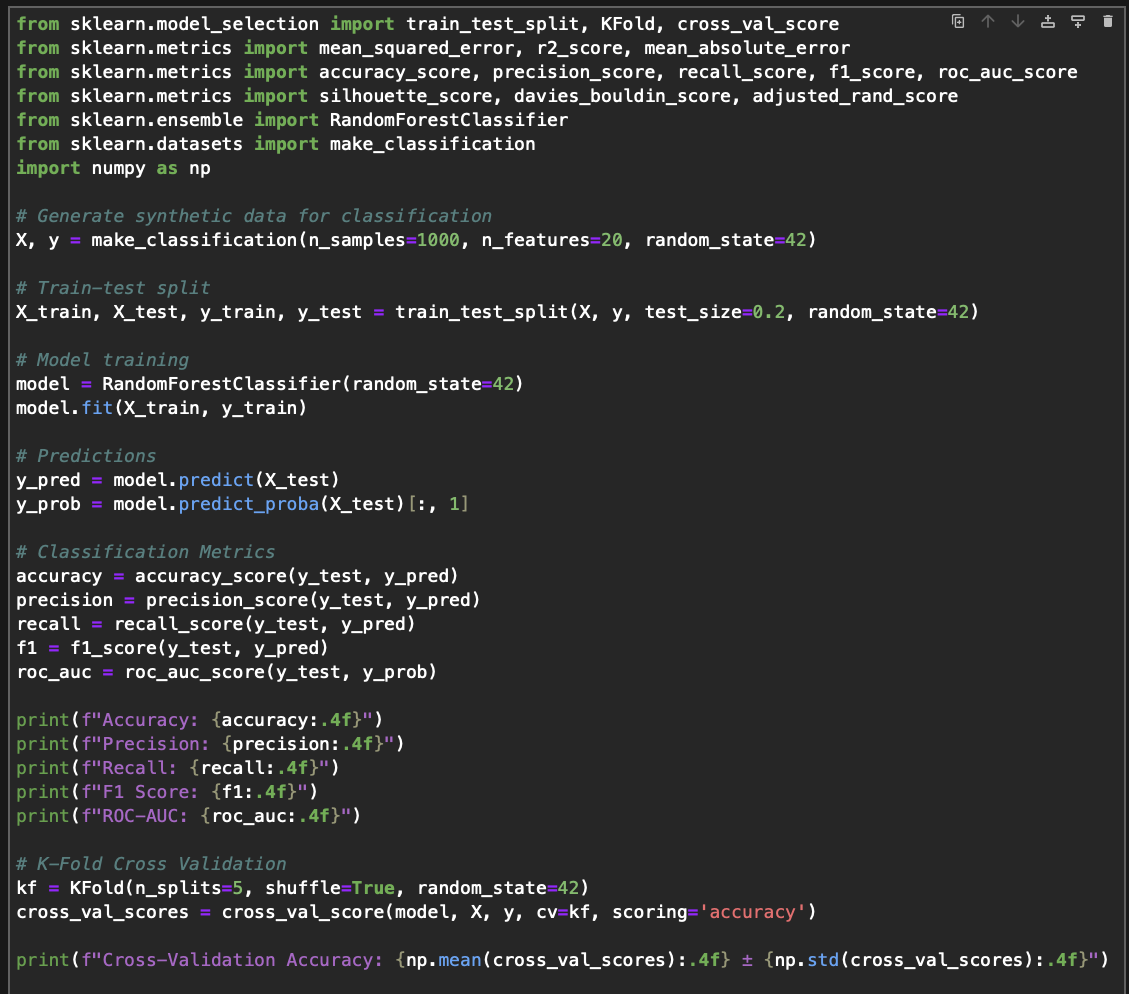 from sklearn.model_selection import train_test_split, KFold, cross_val_score
from sklearn.metrics import mean_squared_error, r2_score, mean_absolute_error
from sklearn.metrics import accuracy_score, precision_score, recall_score, f1_score, roc_auc_score
from sklearn.metrics import silhouette_score, davies_bouldin_score, adjusted_rand_score
from sklearn.ensemble import RandomForestClassifier
from sklearn.datasets import make_classification
import numpy as np

# Generate synthetic data for classification
X, y = make_classification(n_samples=1000, n_features=20, random_state=42)

# Train-test split
X_train, X_test, y_train, y_test = train_test_split(X, y, test_size=0.2, random_state=42)

# Model training
model = RandomForestClassifier(random_state=42)
model.fit(X_train, y_train)

# Predictions
y_pred = model.predict(X_test)
y_prob = model.predict_proba(X_test)[:, 1]

# Classification Metrics
accuracy = accuracy_score(y_test, y_pred)
precision = precision_score(y_test, y_pred)
recall = recall_score(y_test, y_pred)
f1 = f1_score(y_test, y_pred)
roc_auc = roc_auc_score(y_test, y_prob)

print(f"Accuracy: {accuracy:.4f}")
print(f"Precision: {precision:.4f}")
print(f"Recall: {recall:.4f}")
print(f"F1 Score: {f1:.4f}")
print(f"ROC-AUC: {roc_auc:.4f}")

# K-Fold Cross Validation
kf = KFold(n_splits=5, shuffle=True, random_state=42)
cross_val_scores = cross_val_score(model, X, y, cv=kf, scoring='accuracy')

print(f"Cross-Validation Accuracy: {np.mean(cross_val_scores):.4f} ± {np.std(cross_val_scores):.4f}")